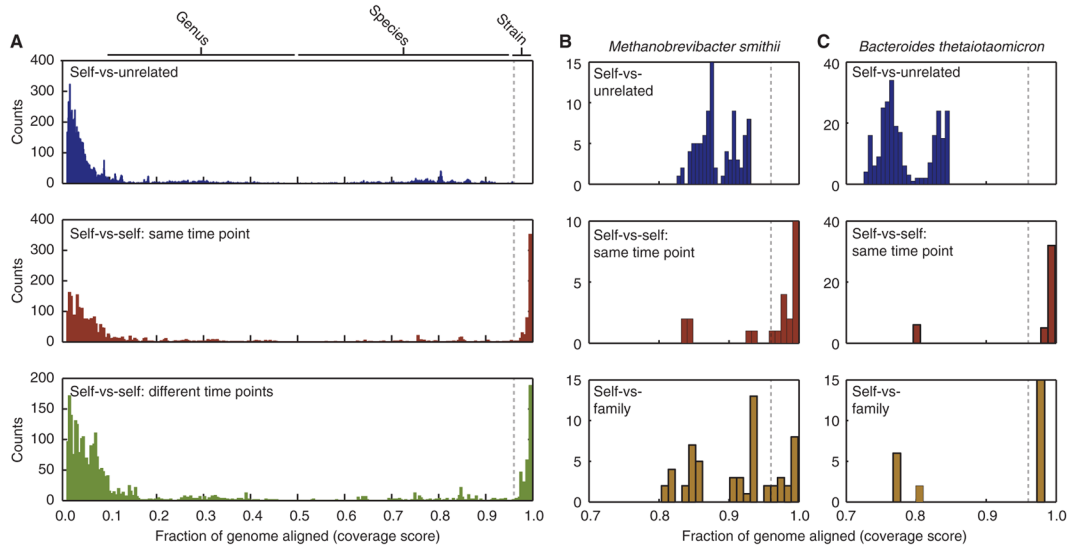 Genus
Species
Strain
A
Self-vs-unrelated
Counts
400
300
200
100
0
Self-vs-self: same time point
Counts
400
300
200
100
0
Self-vs-self: different time points
Counts
200
150
100
50
0
0.0 0.1 0.2 0.3 0.4 0.5 0.6 0.7 0.8 0.9 1.0
Fraction of genome aligned (coverage score)
B
Methanobrevibacter smithii
Self-vs-
unrelated
15
10
5
0
Self-vs-self:
same time point
10
5
0
Self-vs-
family
15
10
5
0
0.7 0.8 0.9 1.0
C
Bacteroides thetaiotaomicron
Self-vs-unrelated
40
20
0
Self-vs-self:
same time point
40
20
0
Self-vs-
family
15
10
5
0
0.7 0.8 0.9 1.0
Fraction of genome aligned (coverage score)